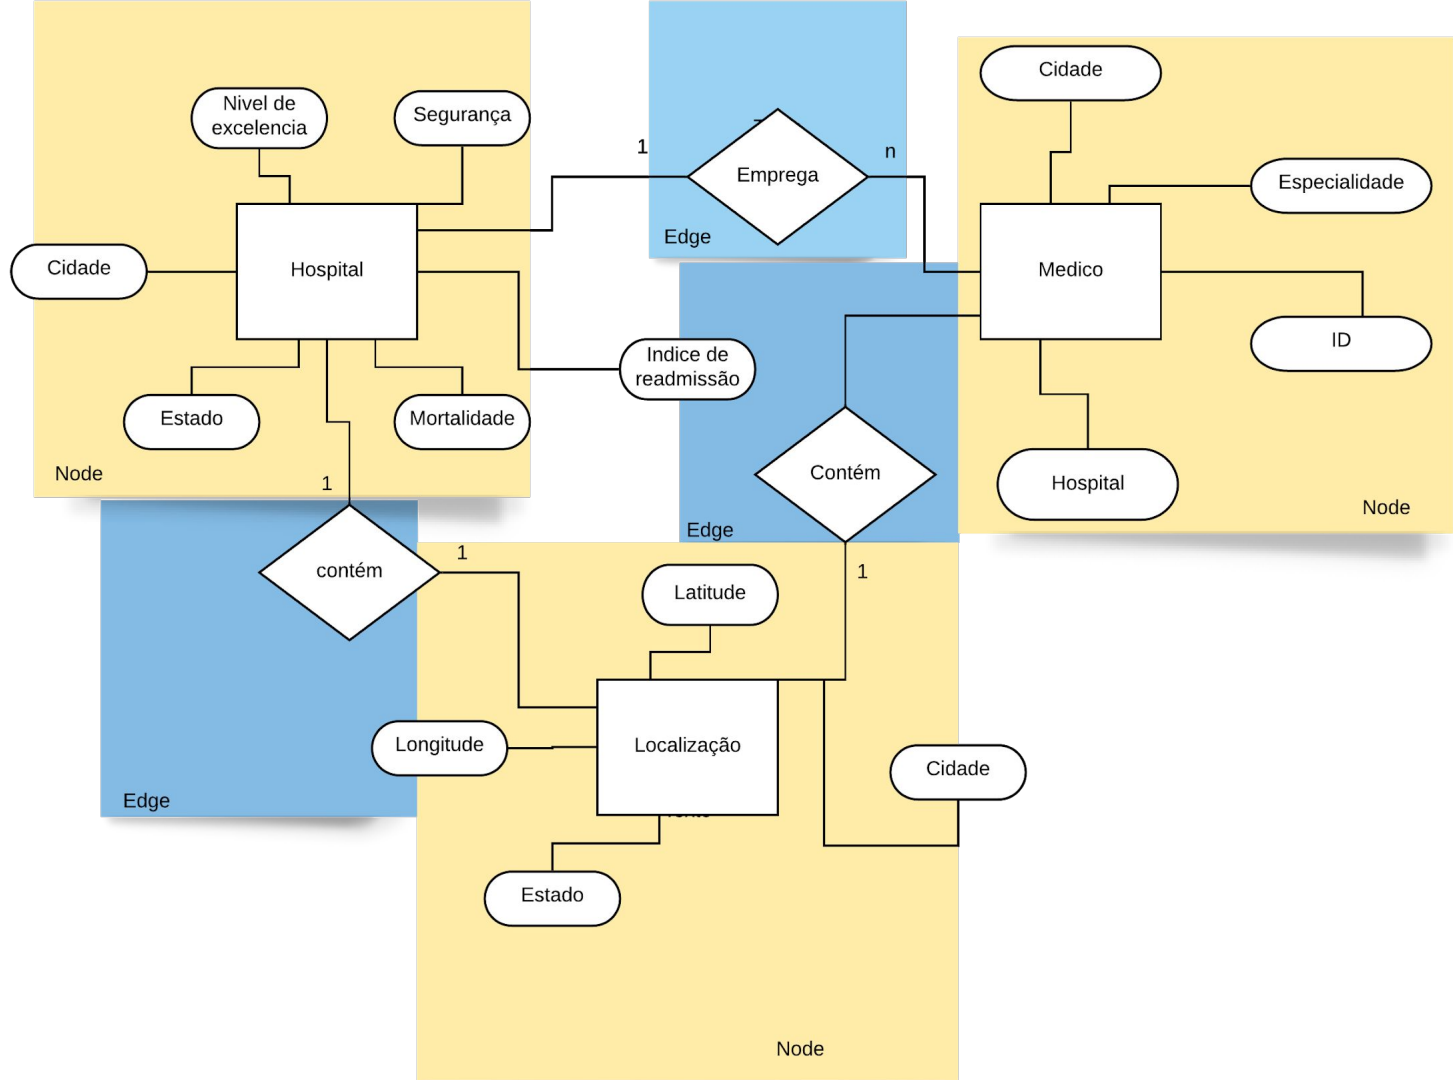 Cidade
Nivel de
excelencia
Segurança
1
Emprega
n
Especialidade
Edge
Cidade
Hospital
Medico
ID
Indice de
readmissão
Estado
Mortalidade
Node
1
Contém
Hospital
Node
Edge
1
contém
1
Latitude
Longitude
Localização
Cidade
Edge
Estado
Node